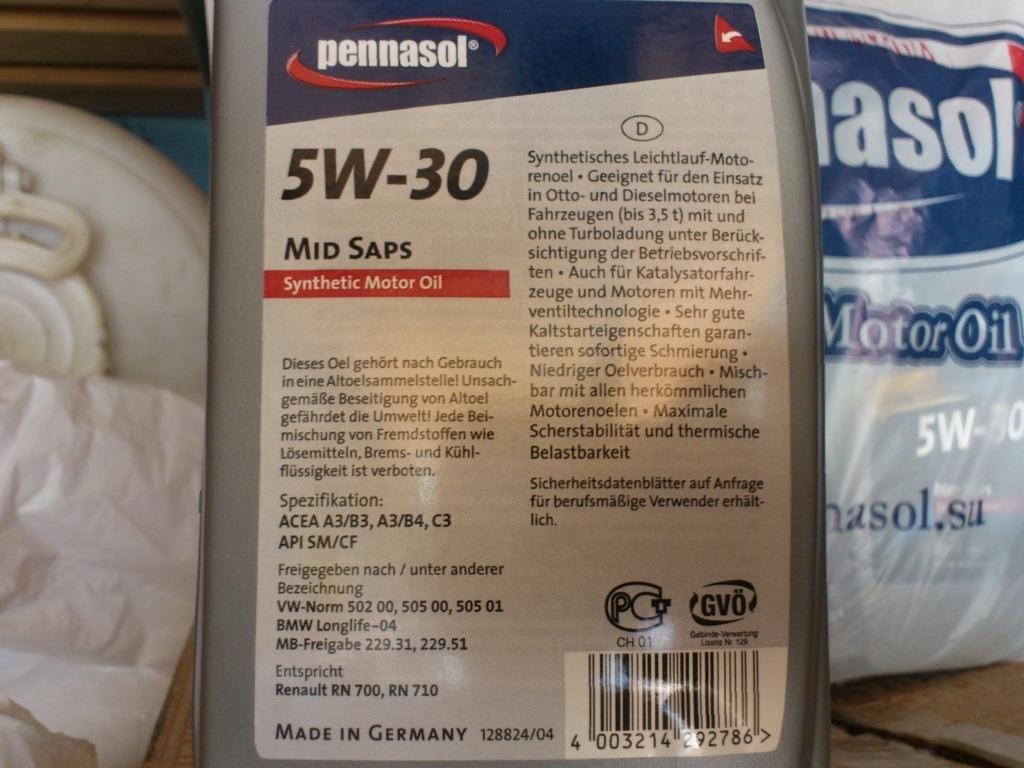 pennasol®
5W-30
MID SAPS
Synthetic Motor Oil
Dieses Oel gehört nach Gebrauch
in eine Altoelsammelstelle! Unsach-
gemäße Beseitigung von Altoel
gefährdet die Umwelt! Jede Bei-
mischung von Fremdstoffen wie
Lösemitteln, Brems- und Kühl-
flüssigkeit ist verboten.
Spezifikation:
ACEA A3/B3, A3/B4, C3
API SM/CF
Freigegeben nach / unter anderer
Bezeichnung
VW-Norm 502 00, 505 00, 505 01
BMW Longlife-04
MB-Freigabe 229.31, 229.51
Entspricht
Renault RN 700, RN 710
MADE IN GERMANY 128824/04
D
Synthetisches Leichtlauf-Moto-
renoel • Geeignet für den Einsatz
in Otto- und Dieselmotoren bei
Fahrzeugen (bis 3,5 t) mit und
ohne Turboladung unter Berück-
sichtigung der Betriebsvorschrif-
ten • Auch für Katalysatorfahr-
zeuge und Motoren mit Mehr-
ventiltechnologie • Sehr gute
Kaltstarteigenschaften garan-
tieren sofortige Schmierung •
Niedriger Oelverbrauch • Misch-
bar mit allen herkömmlichen
Motorenoelen • Maximale
Scherstabilität und thermische
Belastbarkeit
Sicherheitsdatenblätter auf Anfrage
für berufsmäßige Verwender erhält-
lich.
CH 01
GVÖ
Gebinde-Verwertung
Lizenz Nr. 129
4 003214 292786 >
nasol
Motor Oil
5W-30
nasol.su